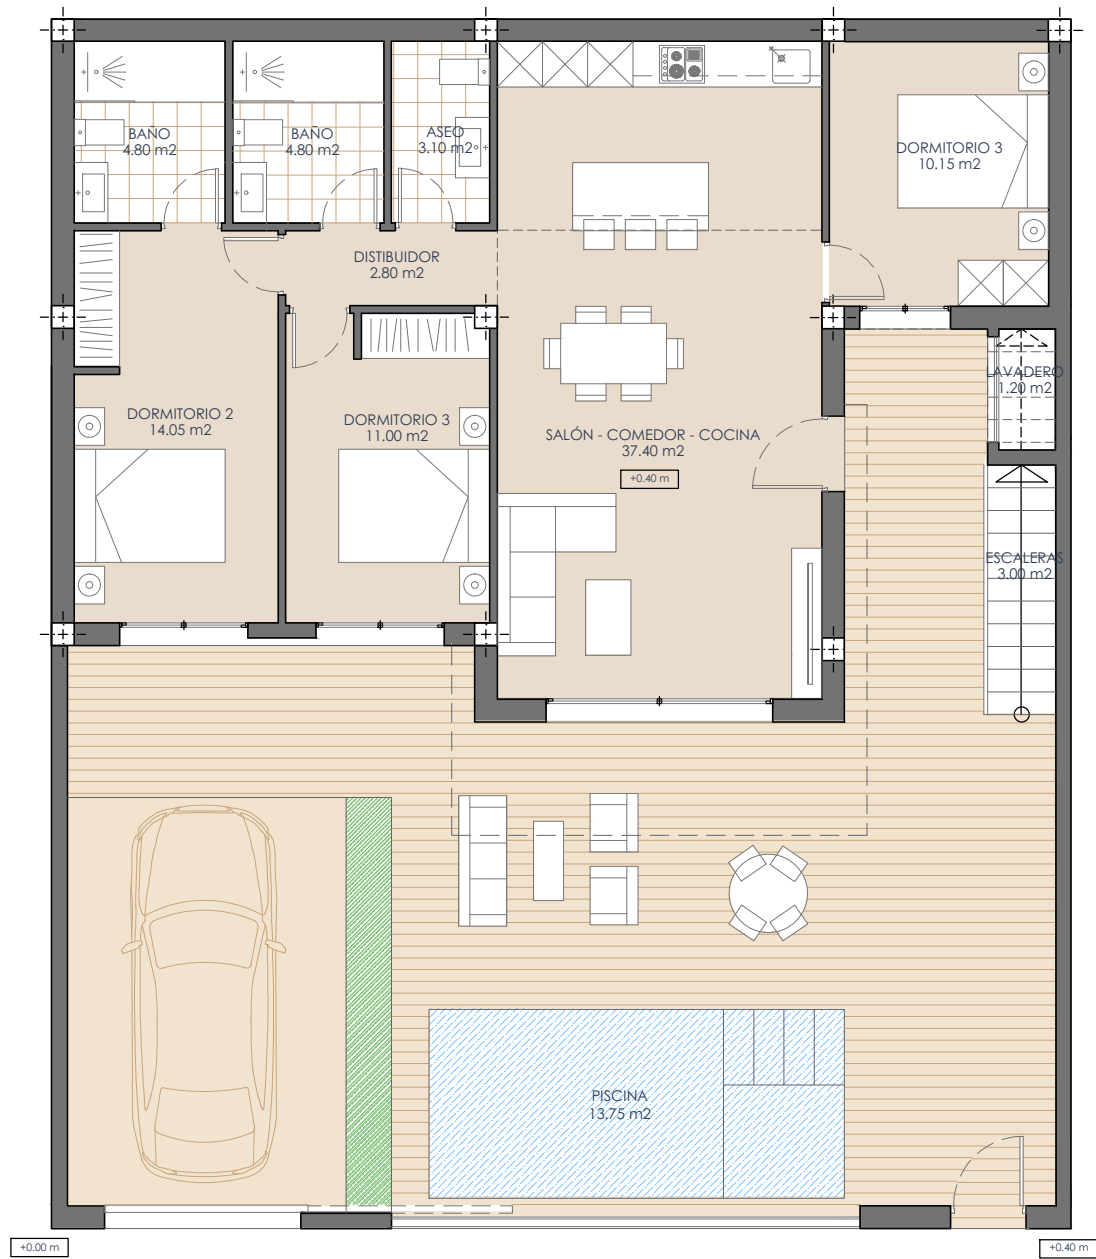 BAÑO
4.80 m2
BAÑO
4.80 m2
ASEO
3.10 m2
DORMITORIO 3
10.15 m2
DISTIBUIDOR
2.80 m2
LAVADERO
1.20 m2
DORMITORIO 2
14.05 m2
DORMITORIO 3
11.00 m2
SALÓN - COMEDOR - COCINA
37.40 m2
+0.40 m
ESCALERAS
3.00 m2
PISCINA
13.75 m2
+0.00 m
+0.40 m